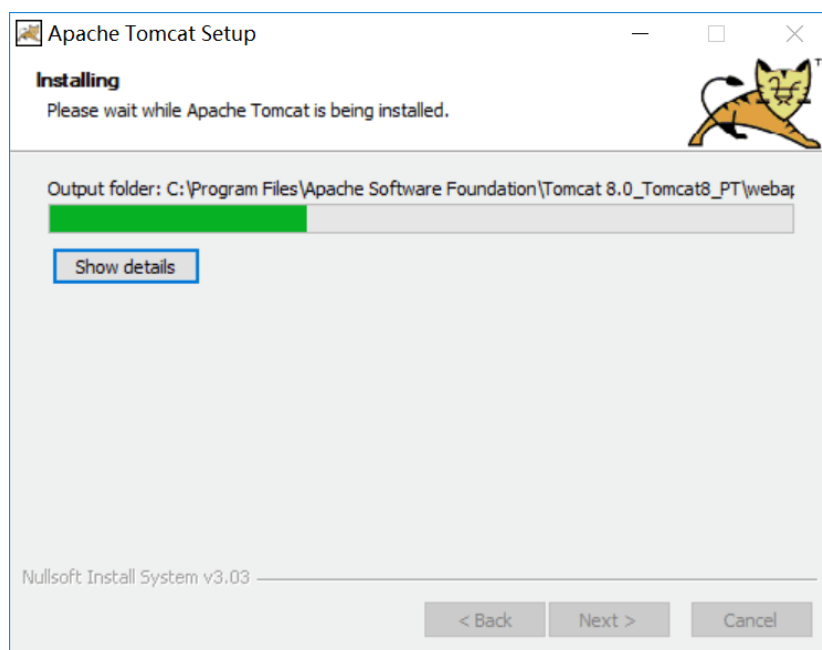 Apache Tomcat Setup
Installing
Please wait while Apache Tomcat is being installed.
Output folder: C:\Program Files\Apache Software Foundation\Tomcat 8.0_Tomcat8_PT\webap
Show details
Nullsoft Install System v3.03
< Back Next > Cancel